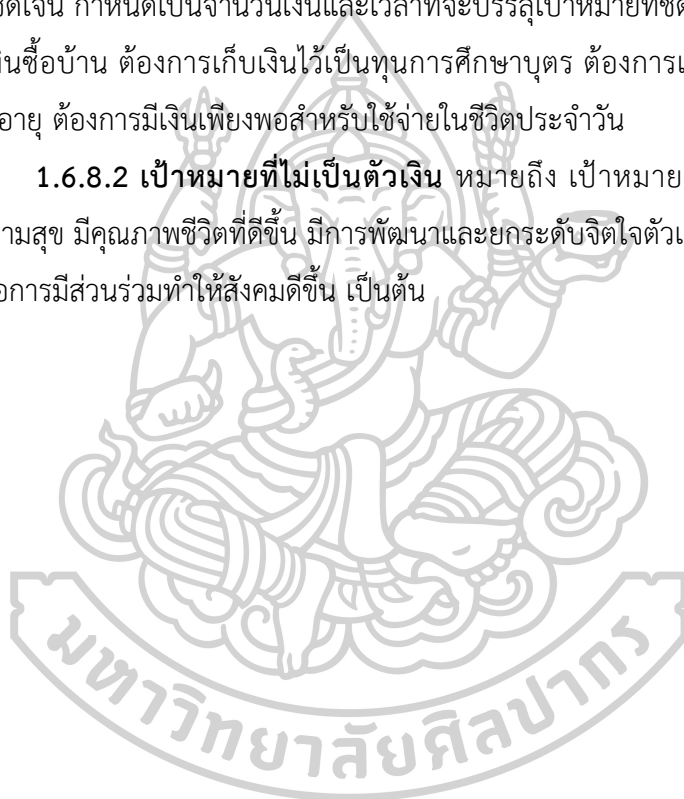 ชัดเจน กำหนดเป็นจำนวนเงินและเวลาที่จะบรรลุเป้าหมายที่ชัด
ินซื้อบ้าน ต้องการเก็บเงินไว้เป็นทุนการศึกษาบุตร ต้องการเ
อายุ ต้องการมีเงินเพียงพอสำหรับใช้จ่ายในชีวิตประจำวัน
1.6.8.2 เป้าหมายที่ไม่เป็นตัวเงิน หมายถึง เป้าหมาย
ามสุข มีคุณภาพชีวิตที่ดีขึ้น มีการพัฒนาและยกระดับจิตใจตัวเ
อการมีส่วนร่วมทำให้สังคมดีขึ้น เป็นต้น
มหาวิทยาลัยศิลปากร